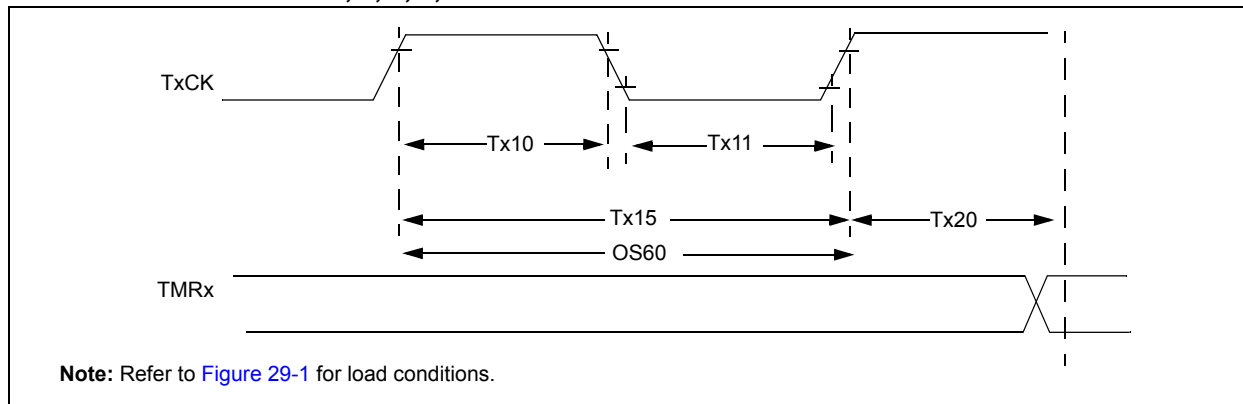 TxCK
Tx10
Tx11
Tx15
Tx20
OS60
TMRx
Note: Refer to Figure 29-1 for load conditions.